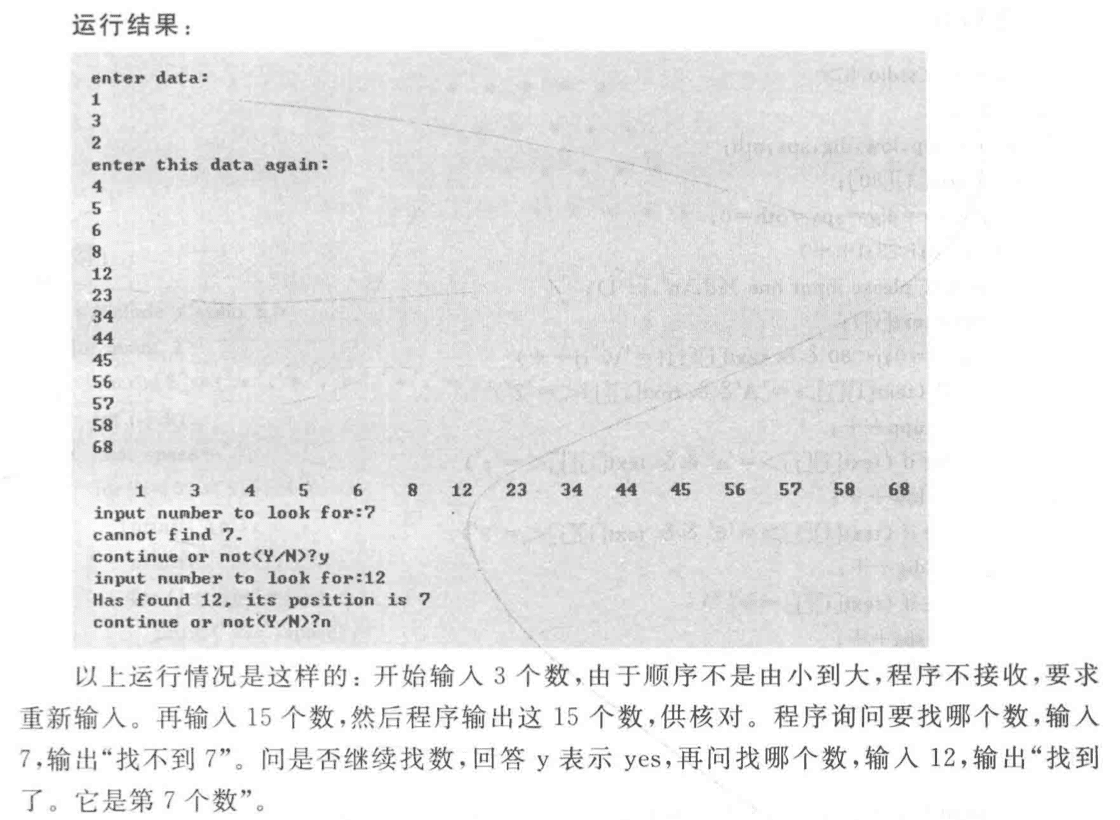 运行结果:
enter data:
1
3
2
enter this data again:
4
5
6
8
12
23
34
44
45
56
57
58
68
1 3 4 5 6 8 12 23 34 44 45 56 57 58 68
input number to look for:7
cannot find 7.
continue or not(Y/N)?y
input number to look for:12
Has found 12, its position is 7
continue or not(Y/N)?n
以上运行情况是这样的:开始输入 3 个数,由于顺序不是由小到大,程序不接收,要求
重新输入。再输入 15 个数,然后程序输出这 15 个数,供核对。程序询问要找哪个数,输入
7,输出“找不到 7”。问是否继续找数,回答 y 表示 yes,再问找哪个数,输入 12,输出“找到
了。它是第 7 个数”。